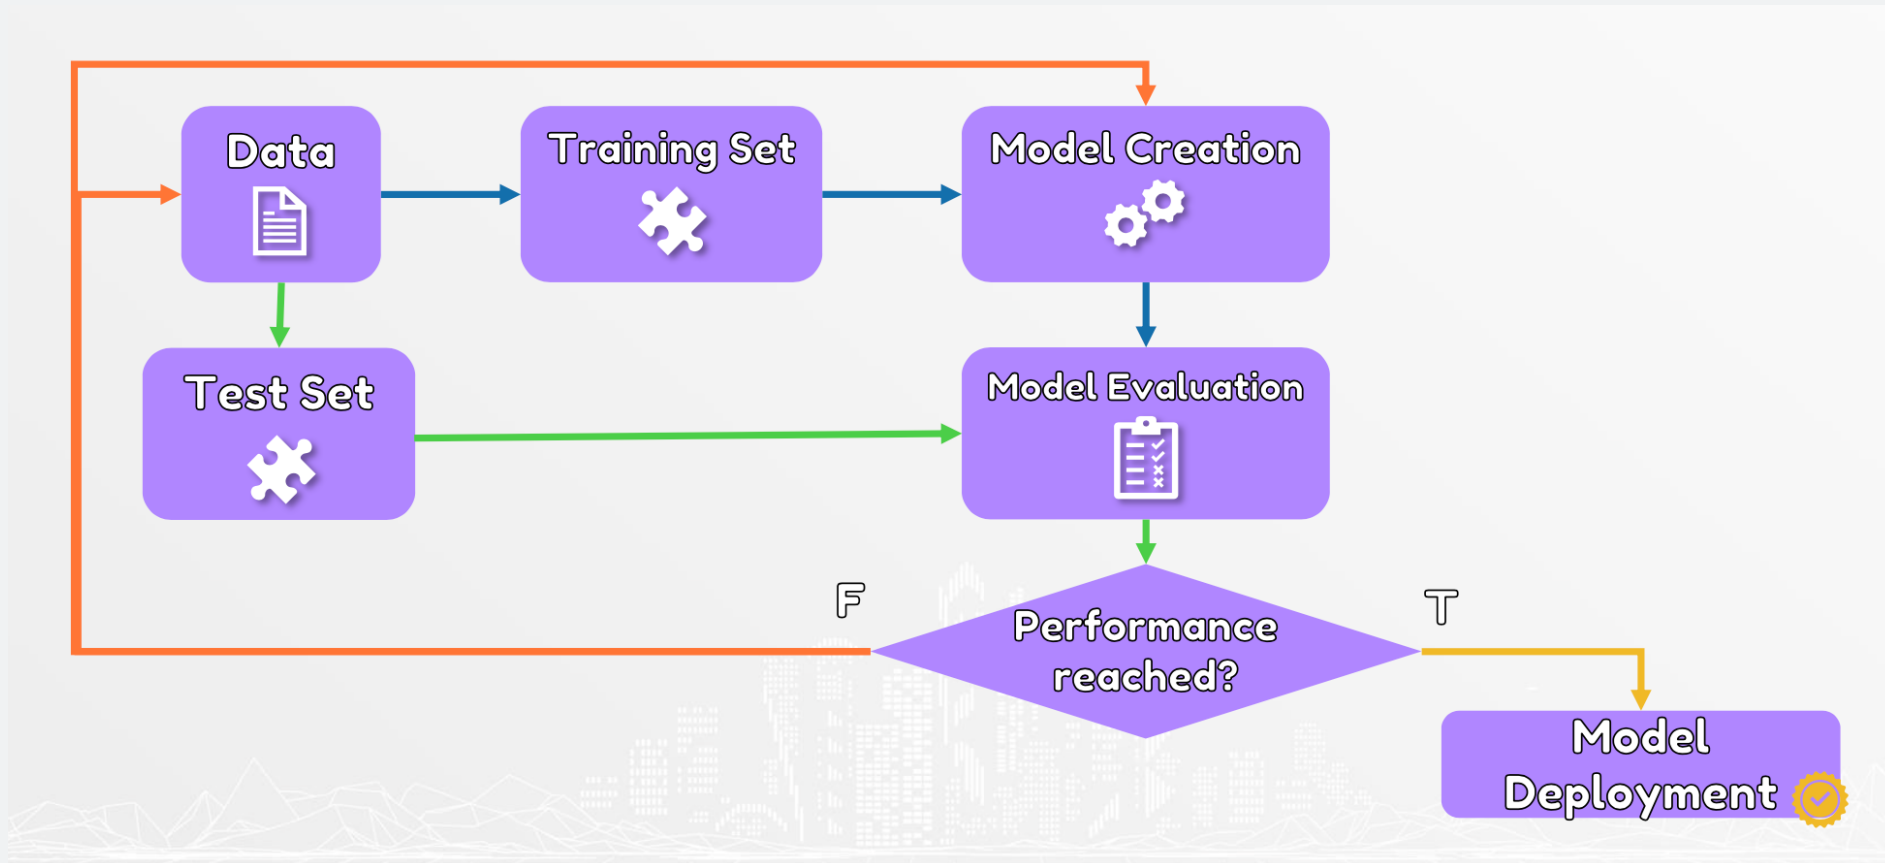 Data
Training Set
Model Creation
Test Set
Model Evaluation
F
T
Performance
reached?
Model
Deployment